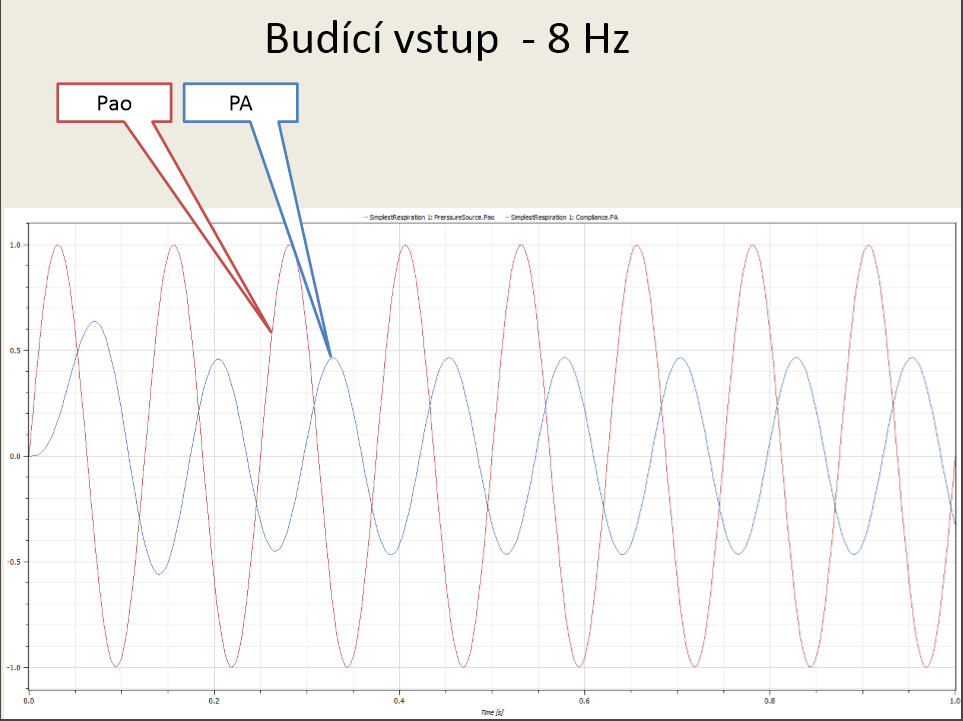 Budící vstup - 8 Hz
Pao
PA
SimplestRespiration 1: PrerssureSource.Pao
SimplestRespiration 1: Compliance.PA
1.0
0.5
0.0
-0.5
-1.0
0.0 0.2 0.4 0.6 0.8 1.0
Time [s]